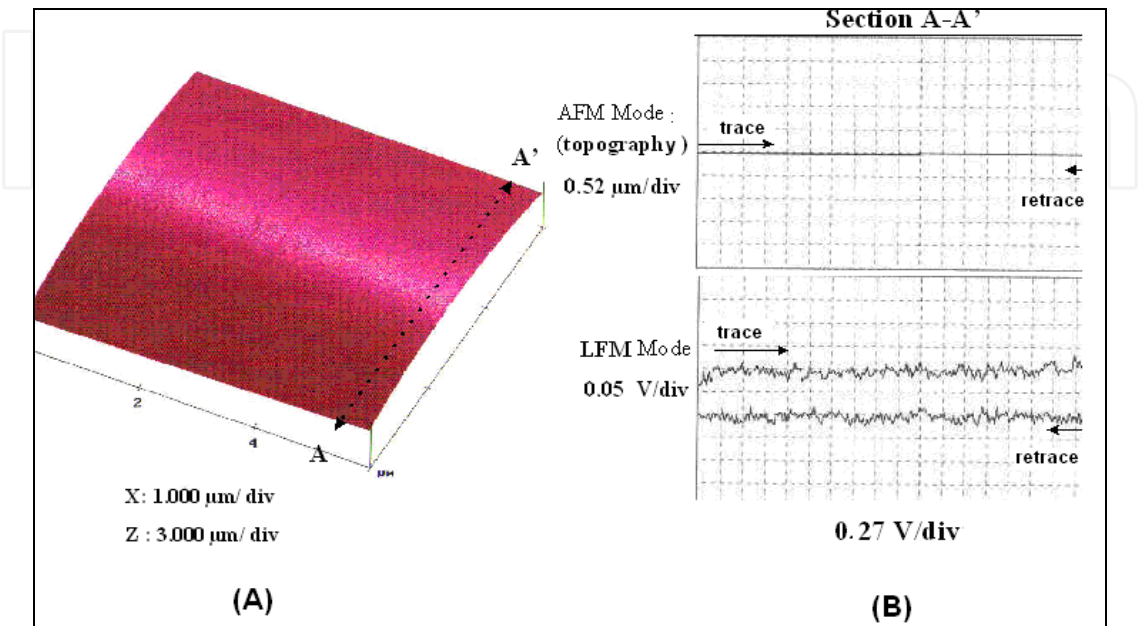 Section A-A’
AFM Mode :
(topography)
0.52 µm/div
trace
retrace
A’
2
4
A
µm
X: 1.000 µm/ div
Z : 3.000 µm/ div
LFM Mode
0.05 V/div
trace
retrace
0.27 V/div
(A)
(B)